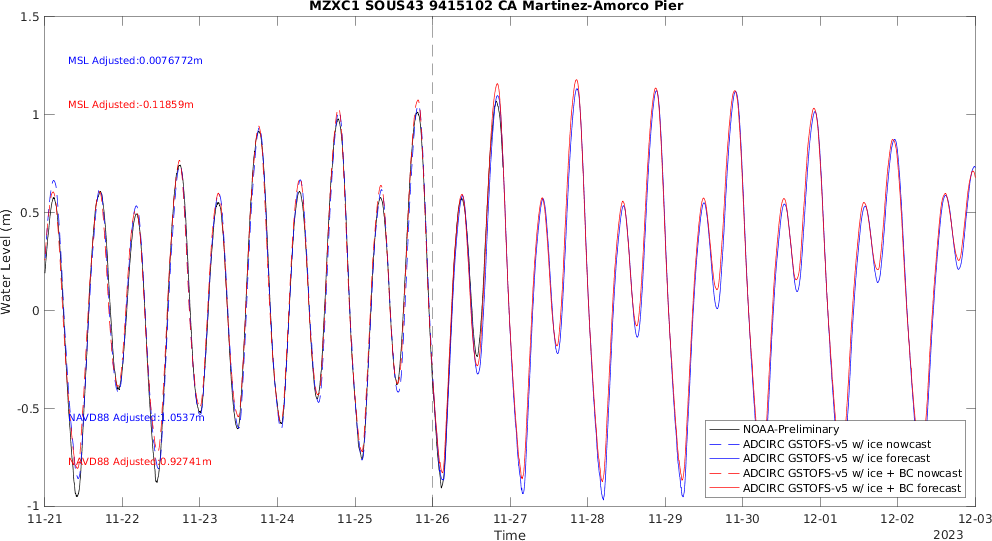 MZXC1 SOUS43 9415102 CA Martinez-Amorco Pier
1.5
1
0.5
0
-0.5
-1
Water Level (m)
MSL Adjusted:0.0076772m
MSL Adjusted:-0.11859m
NAVD88 Adjusted:1.0537m
NAVD88 Adjusted:0.92741m
NOAA-Preliminary
ADCIRC GSTOFS-v5 w/ ice nowcast
ADCIRC GSTOFS-v5 w/ ice forecast
ADCIRC GSTOFS-v5 w/ ice + BC nowcast
ADCIRC GSTOFS-v5 w/ ice + BC forecast
11-21 11-22 11-23 11-24 11-25 11-26 11-27 11-28 11-29 11-30 12-01 12-02 12-03
Time
2023